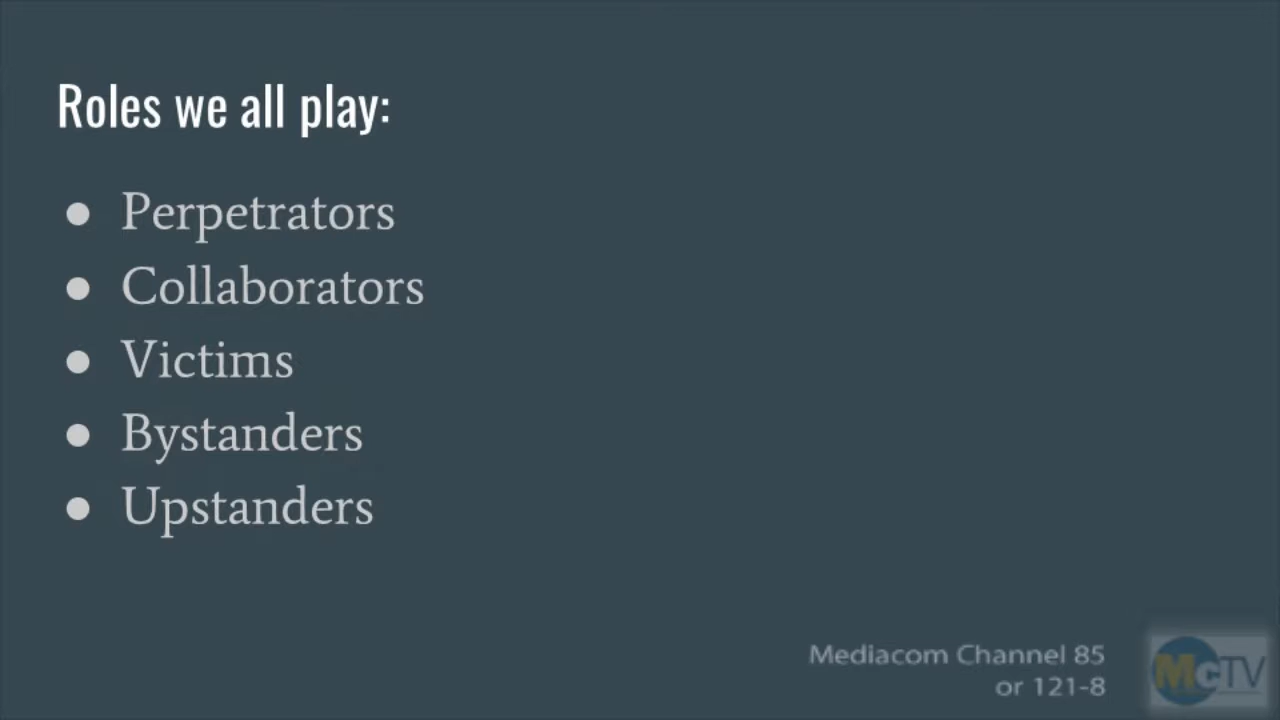 Roles we all play:
● Perpetrators
● Collaborators
● Victims
● Bystanders
● Upstanders
Mediacom Channel 85
or 121-8
McTV